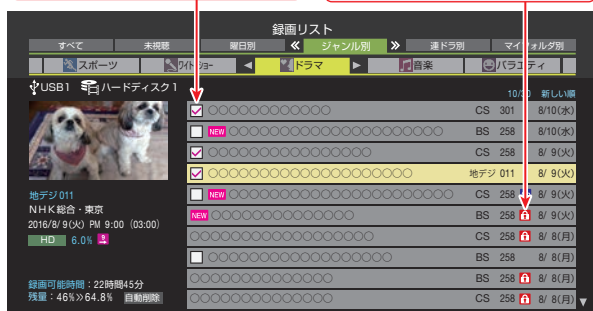 録画リスト
すべて 未視聴 曜日別 ≪ ジャンル別 ≫ 連ドラ別 マイフォルダ別
スポーツ ワイドショー ◀ ドラマ ▶ 音楽 バラエティ
USB1 ハードディスク1
10/30 新しい順
○○○○○○○○○○○○ CS 301 8/10(水)
NEW ○○○○○○○○○○○○○○○○○○○○○○ BS 258 8/10(水)
○○○○○○○○○○○○○○○ CS 258 8/ 9(火)
○○○○○○○○○○○○○○○○○○○ 地デジ 011 8/ 9(火)
NEW ○○○○○○○○○○○○○○○○○○○○○○○ CS 258 8/ 9(火)
NEW ○○○○○○○○○○○○○ BS 258 8/ 9(火)
○○○○○○○○○○○○○○○○○ CS 258 8/ 8(月)
○○○○○○○○○○○○○○○ BS 258 8/ 8(月)
○○○○○○○○○○○○○ BS 258 8/ 8(月)
○○○○○○○○○○○○○ CS 258 8/ 8(月)
地デジ 011
NHK総合・東京
2016/8/ 9(火) PM 9:00 (03:00)
HD 6.0%
録画可能時間：22時間45分
残量：46%≫64.8% 自動削除